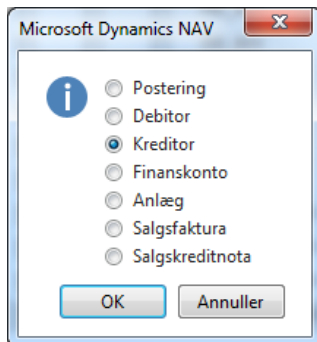 Microsoft Dynamics NAV
Postering
Debitor
Kreditor
Finanskonto
Anlæg
Salgsfaktura
Salgskreditnota
OK Annuller